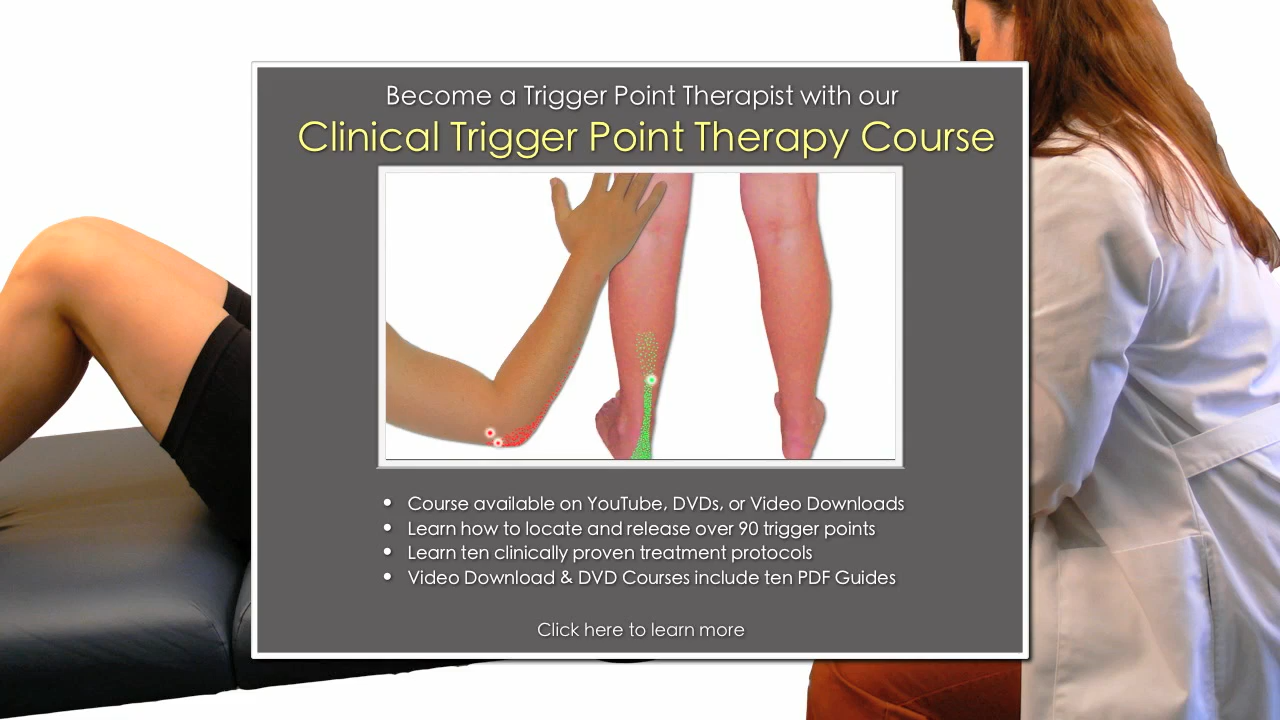 Become a Trigger Point Therapist with our
Clinical Trigger Point Therapy Course
• Course available on YouTube, DVDs, or Video Downloads
• Learn how to locate and release over 90 trigger points
• Learn ten clinically proven treatment protocols
• Video Download & DVD Courses include ten PDF Guides
Click here to learn more